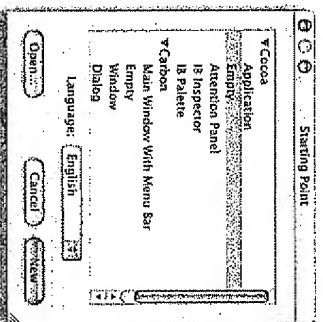 Starting Point
▼Cocoa
Application
Empty
Attention Panel
IB Inspector
IB Palette
▼Carbon
Main Window With Menu Bar
Empty
Window
Dialog
Language: English
Open... Cancel New